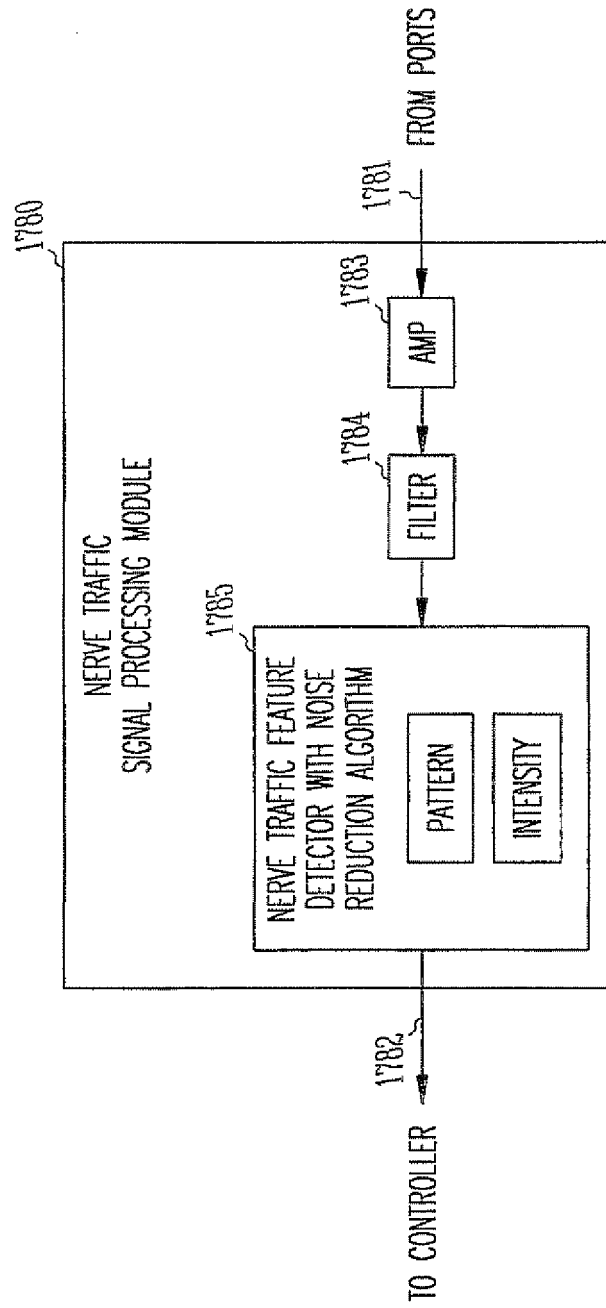 1780
NERVE TRAFFIC
SIGNAL PROCESSING MODULE
1785
NERVE TRAFFIC FEATURE
DETECTOR WITH NOISE
REDUCTION ALGORITHM
PATTERN
INTENSITY
1784
FILTER
1783
AMP
1781
FROM PORTS
1782
TO CONTROLLER